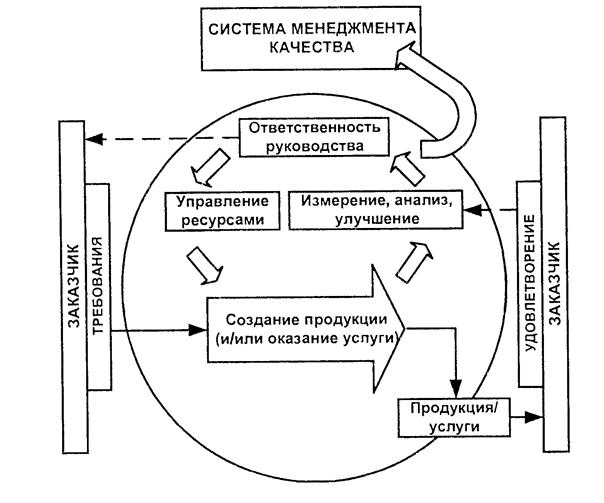 СИСТЕМА МЕНЕДЖМЕНТА
КАЧЕСТВА
Ответственность
руководства
Управление
ресурсами
Измерение, анализ,
улучшение
ЗАКАЗЧИК
ТРЕБОВАНИЯ
Создание продукции
(и/или оказание услуги)
УДОВЛЕТВОРЕНИЕ
ЗАКАЗЧИК
Продукция/
услуги